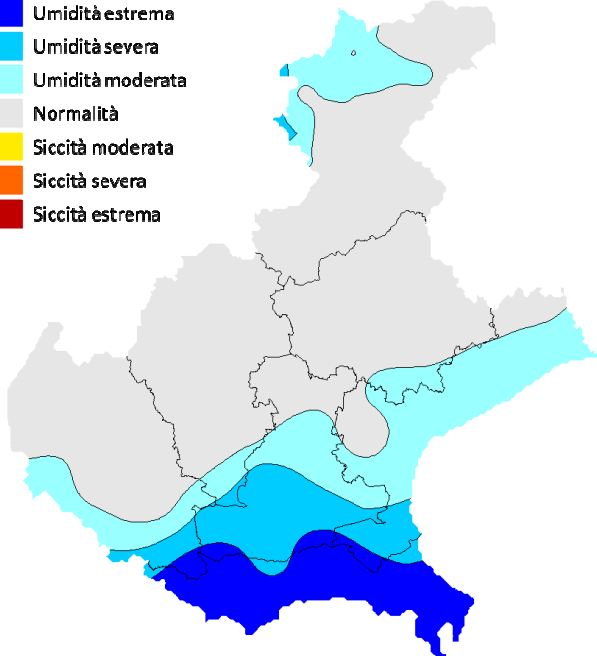 Umidità estrema
Umidità severa
Umidità moderata
Normalità
Siccità moderata
Siccità severa
Siccità estrema